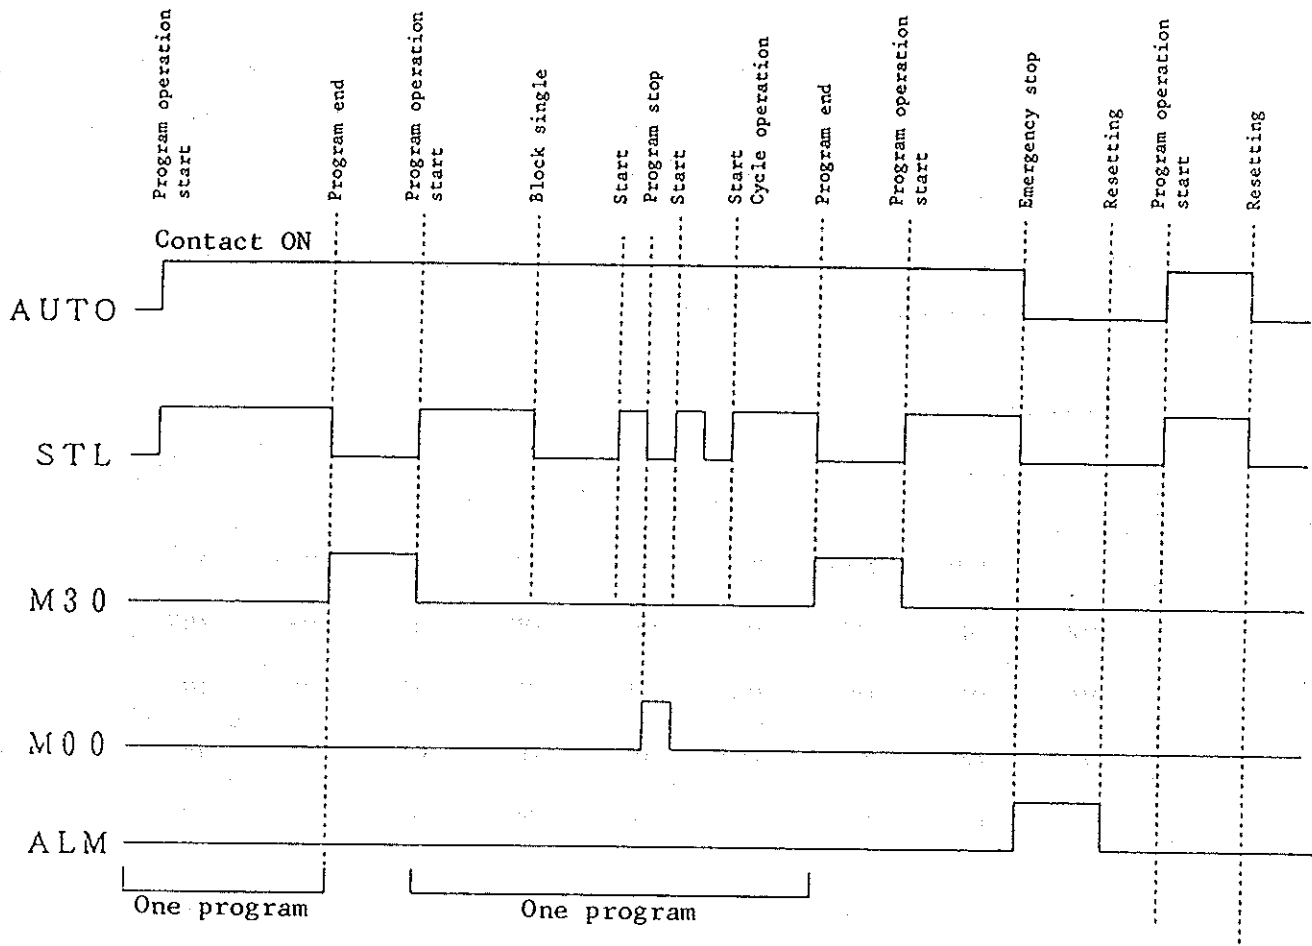 Program operation
start
Program end
Program operation
start
Block single
Start
Program stop
Start
Start
Cycle operation
Program end
Program operation
start
Emergency stop
Resetting
Program operation
start
Resetting
Contact ON
AUTO
STL
M30
M00
ALM
One program
One program